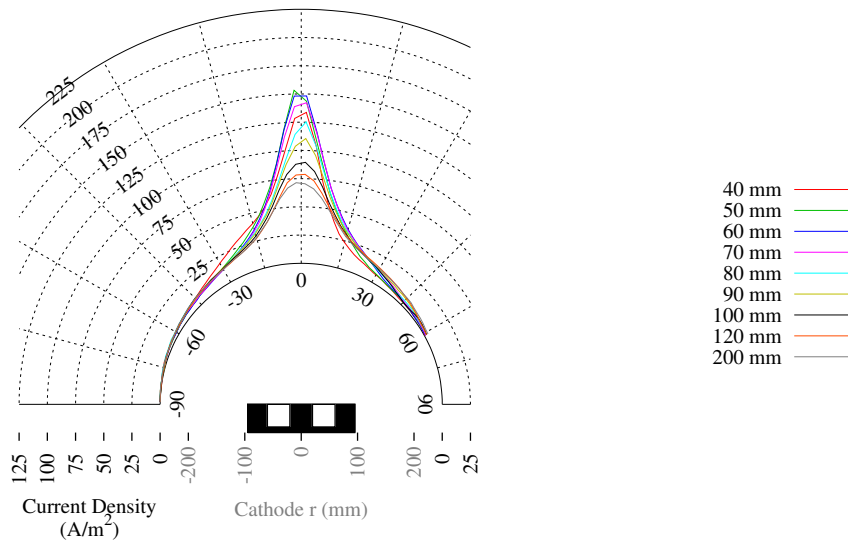 225
200
175
150
125
100
75
50
25
-90
-60
-30
0
30
60
90
40 mm
50 mm
60 mm
70 mm
80 mm
90 mm
100 mm
120 mm
200 mm
125 100 75 50 25 0 -200 -100 0 100 200 0 25
Current Density
(A/m²)
Cathode r (mm)